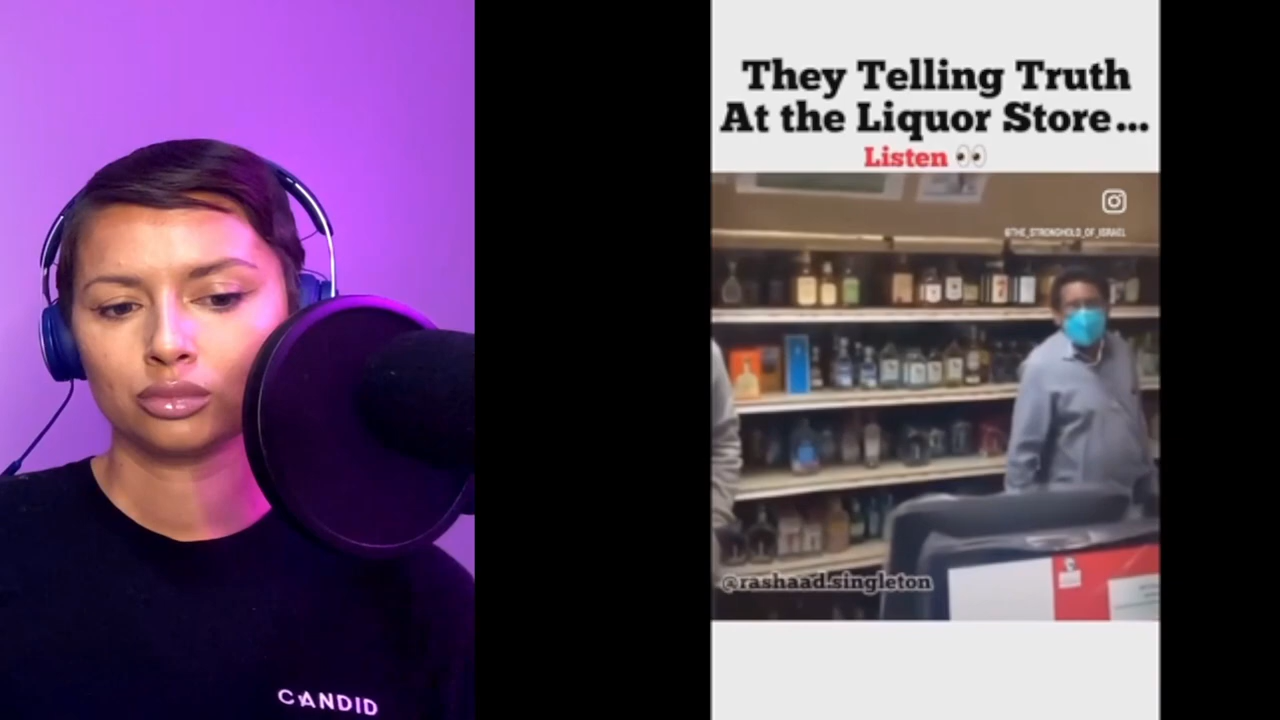 They Telling Truth
At the Liquor Store...
Listen 👀
@THE_STRONGHOLD_OF_ISRAEL
@rashaad.singleton
CANDID